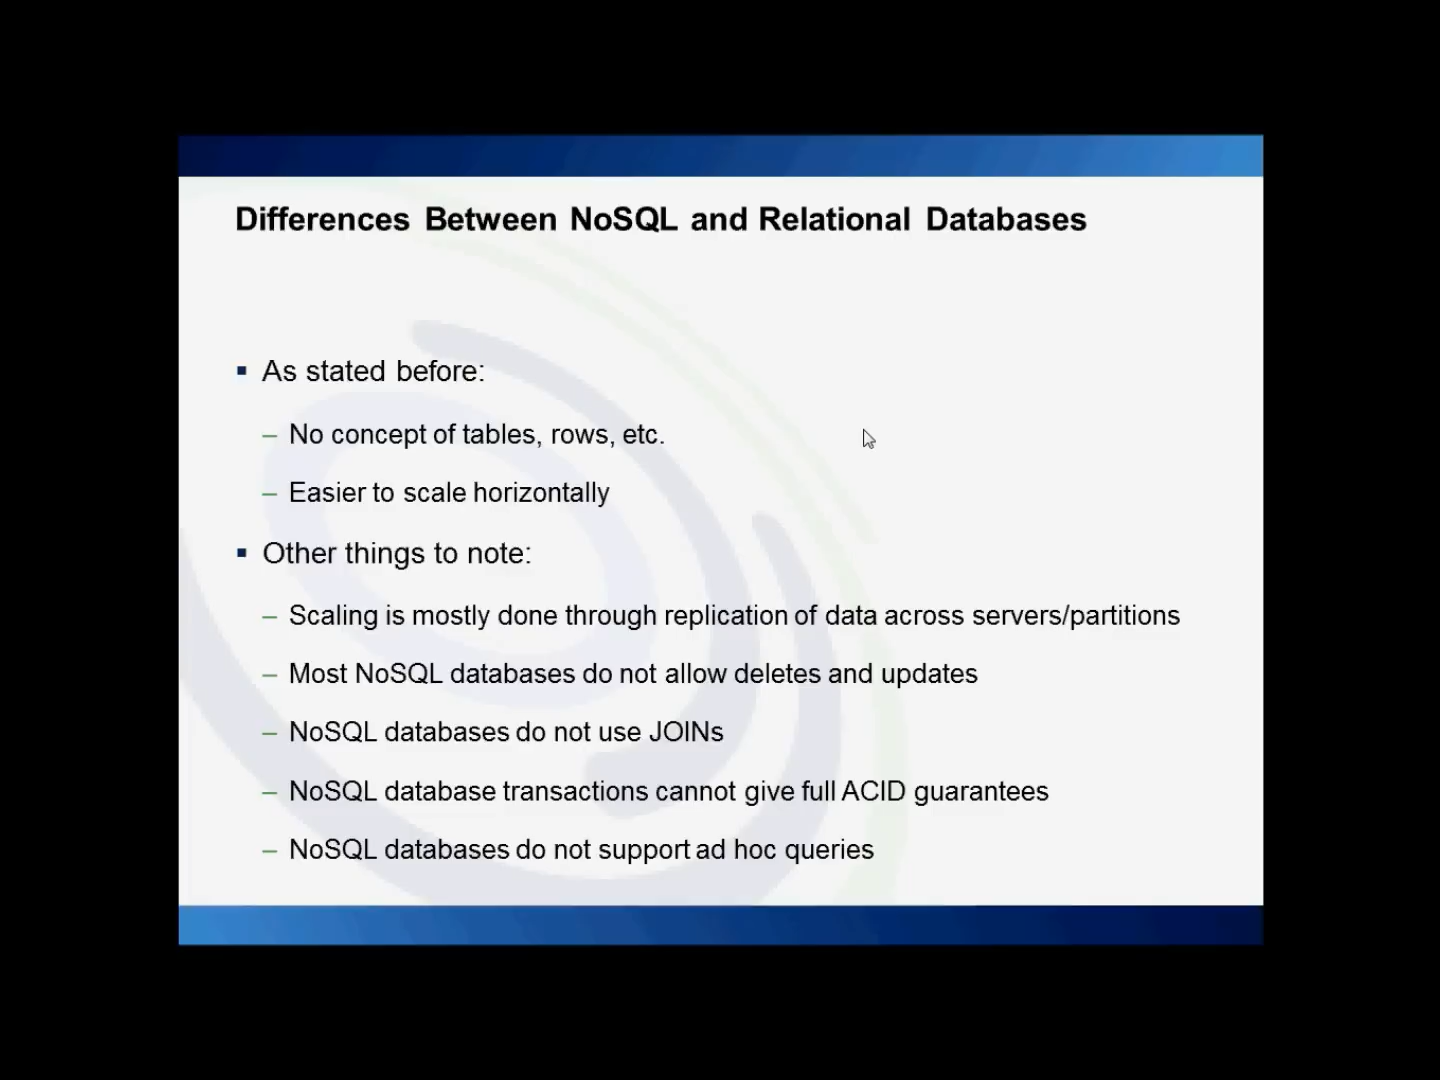 Differences Between NoSQL and Relational Databases
▪ As stated before:
– No concept of tables, rows, etc.
– Easier to scale horizontally
▪ Other things to note:
– Scaling is mostly done through replication of data across servers/partitions
– Most NoSQL databases do not allow deletes and updates
– NoSQL databases do not use JOINs
– NoSQL database transactions cannot give full ACID guarantees
– NoSQL databases do not support ad hoc queries